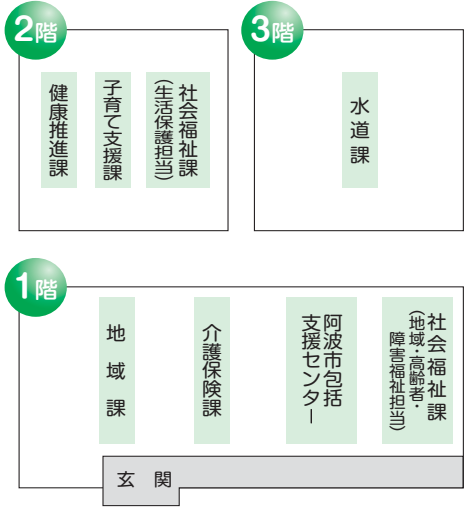 2階
健康推進課
子育て支援課
社会福祉課
(生活保護担当)
3階
水道課
1階
地域課
介護保険課
阿波市包括
支援センター
社会福祉課
(地域・高齢者・
障害福祉担当)
玄関